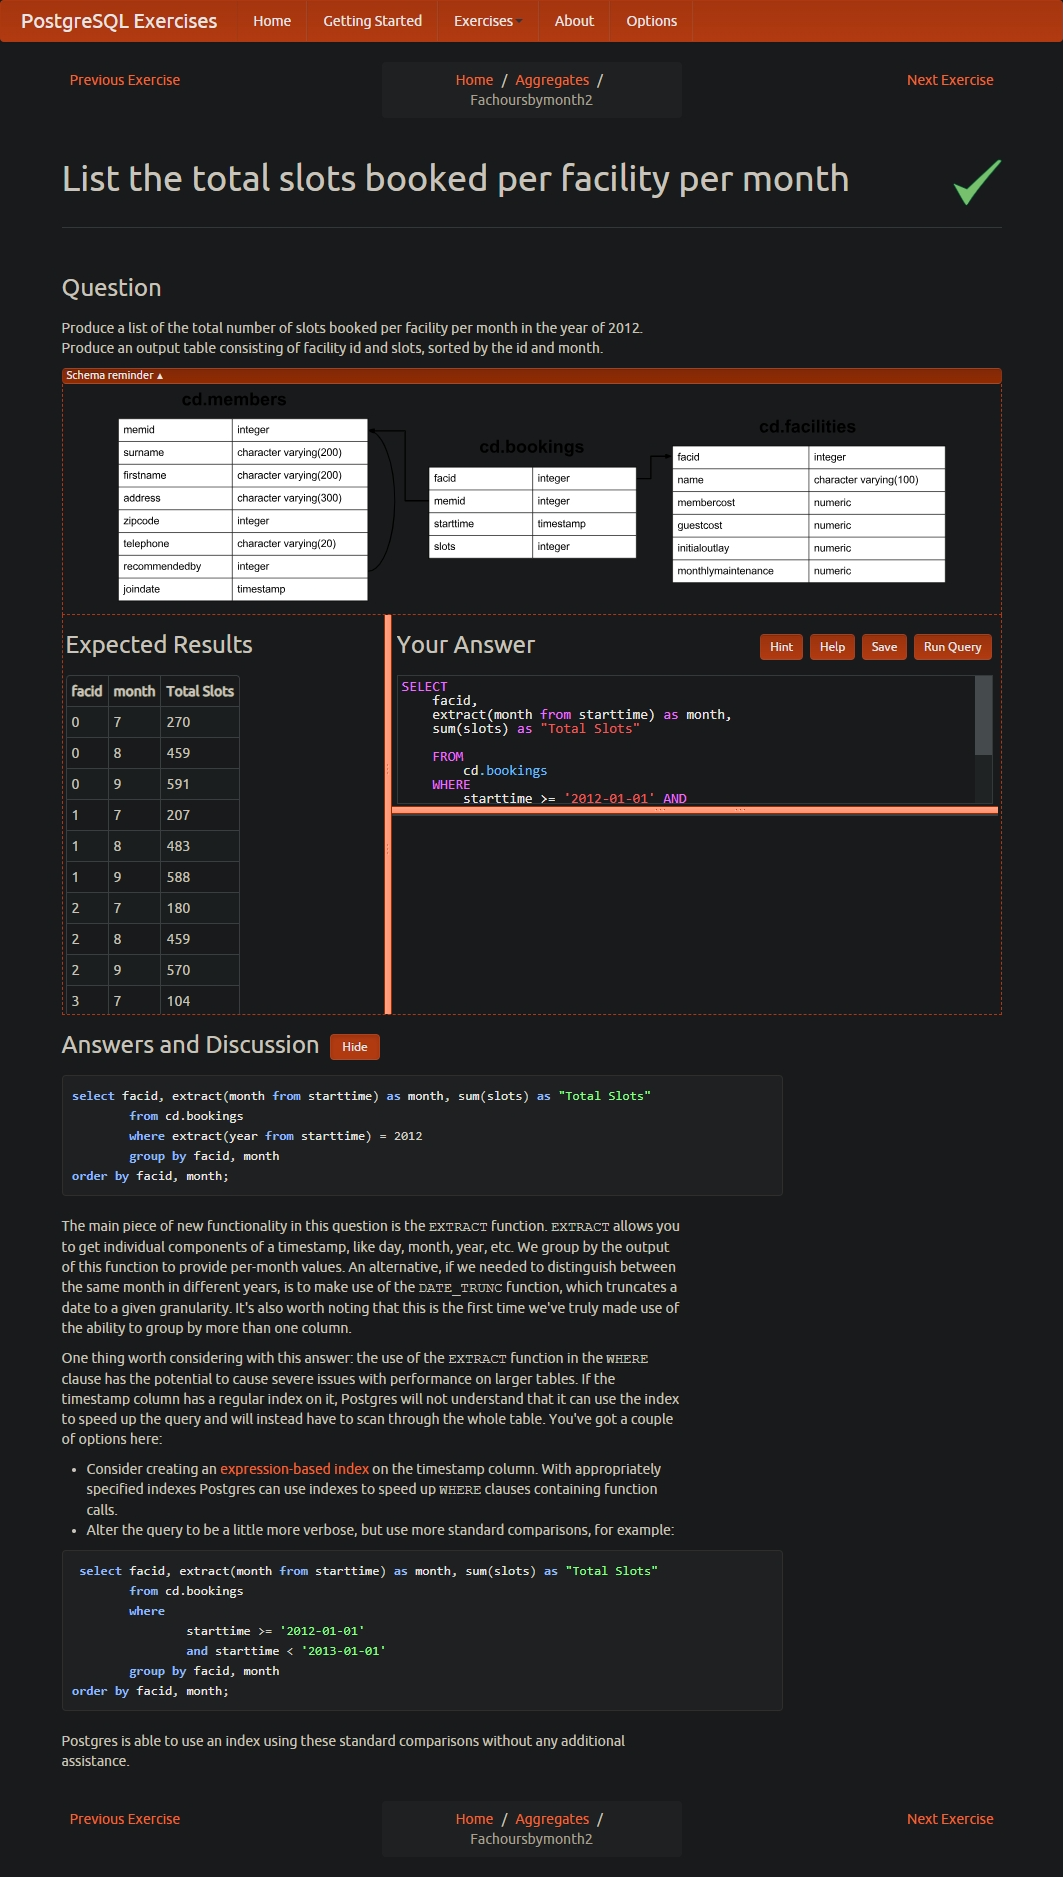 PostgreSQL Exercises Home Getting Started Exercises About Options
Previous Exercise
Home / Aggregates /
Fachoursbymonth2
Next Exercise
List the total slots booked per facility per month
Question
Produce a list of the total number of slots booked per facility per month in the year of 2012.
Produce an output table consisting of facility id and slots, sorted by the id and month.
Schema reminder ▴
cd.members
memid integer
surname character varying(200)
firstname character varying(200)
address character varying(300)
zipcode integer
telephone character varying(20)
recommendedby integer
joindate timestamp
cd.bookings
facid integer
memid integer
starttime timestamp
slots integer
cd.facilities
facid integer
name character varying(100)
membercost numeric
guestcost numeric
initialoutlay numeric
monthlymaintenance numeric
Expected Results
facid month Total Slots
0 7 270
0 8 459
0 9 591
1 7 207
1 8 483
1 9 588
2 7 180
2 8 459
2 9 570
3 7 104
Your Answer
Hint Help Save Run Query
SELECT
facid,
extract(month from starttime) as month,
sum(slots) as "Total Slots"
FROM
cd.bookings
WHERE
starttime >= '2012-01-01' AND
Answers and Discussion Hide
select facid, extract(month from starttime) as month, sum(slots) as "Total Slots"
from cd.bookings
where extract(year from starttime) = 2012
group by facid, month
order by facid, month;
The main piece of new functionality in this question is the EXTRACT function. EXTRACT allows you
to get individual components of a timestamp, like day, month, year, etc. We group by the output
of this function to provide per-month values. An alternative, if we needed to distinguish between
the same month in different years, is to make use of the DATE_TRUNC function, which truncates a
date to a given granularity. It's also worth noting that this is the first time we've truly made use of
the ability to group by more than one column.
One thing worth considering with this answer: the use of the EXTRACT function in the WHERE
clause has the potential to cause severe issues with performance on larger tables. If the
timestamp column has a regular index on it, Postgres will not understand that it can use the index
to speed up the query and will instead have to scan through the whole table. You've got a couple
of options here:
• Consider creating an expression-based index on the timestamp column. With appropriately
specified indexes Postgres can use indexes to speed up WHERE clauses containing function
calls.
• Alter the query to be a little more verbose, but use more standard comparisons, for example:
select facid, extract(month from starttime) as month, sum(slots) as "Total Slots"
from cd.bookings
where
starttime >= '2012-01-01'
and starttime < '2013-01-01'
group by facid, month
order by facid, month;
Postgres is able to use an index using these standard comparisons without any additional
assistance.
Previous Exercise
Home / Aggregates /
Fachoursbymonth2
Next Exercise